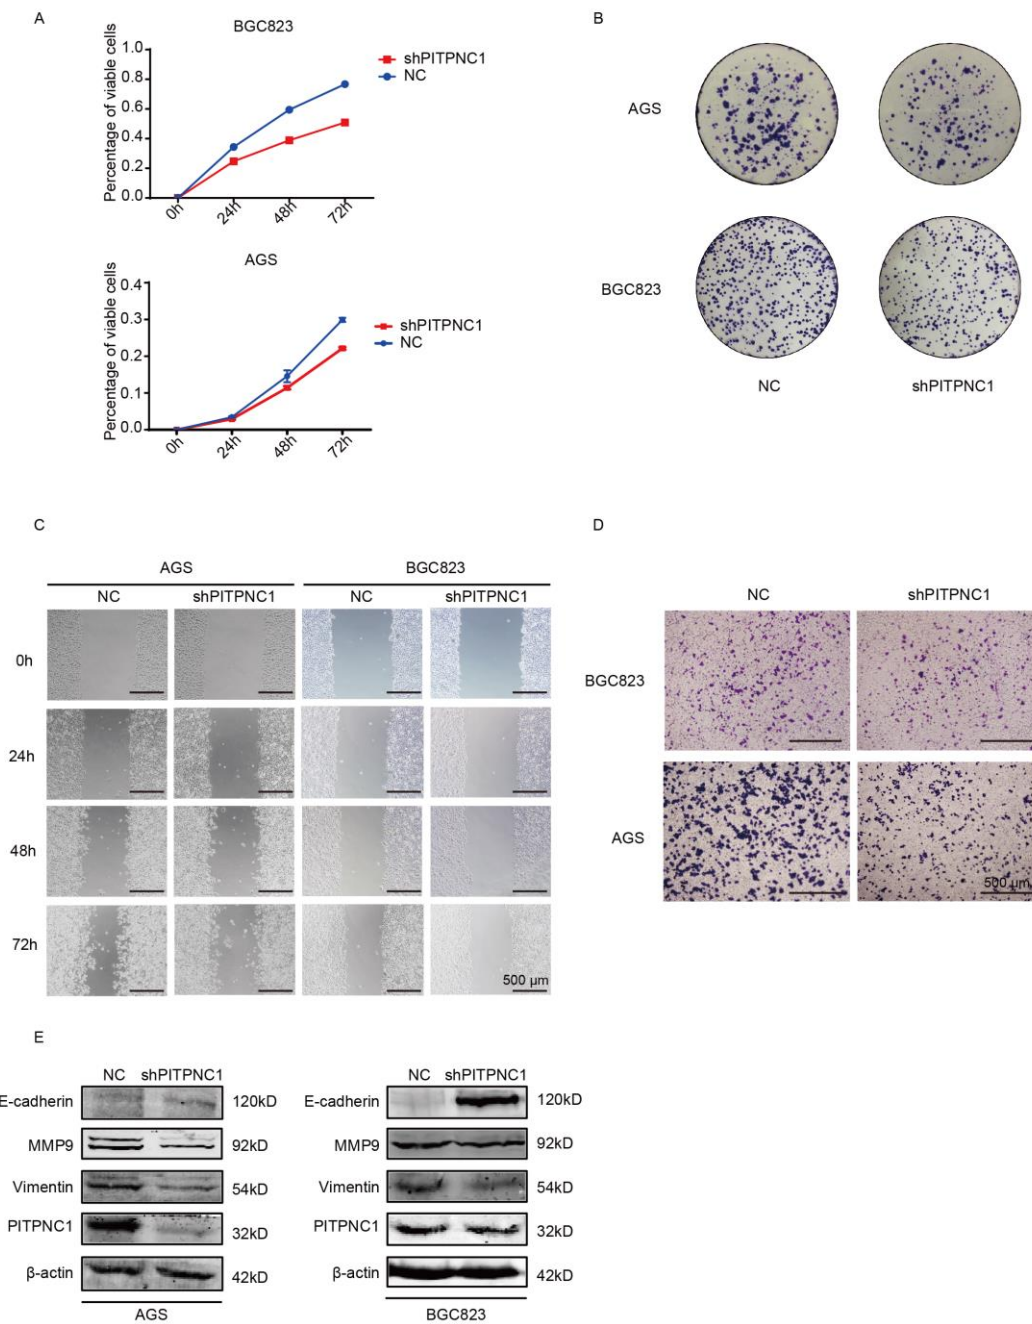 A
BGC823
Percentage of viable cells
1.0
0.8
0.6
0.4
0.2
0.0
0h
24h
48h
72h
shPITPNC1
NC
AGS
Percentage of viable cells
0.4
0.3
0.2
0.1
0.0
0h
24h
48h
72h
shPITPNC1
NC
B
AGS
BGC823
NC
shPITPNC1
C
AGS
BGC823
NC
shPITPNC1
NC
shPITPNC1
0h
24h
48h
72h
500 μm
D
NC
shPITPNC1
BGC823
AGS
500 μm
E
NC shPITPNC1
E-cadherin 120kD
MMP9 92kD
Vimentin 54kD
PITPNC1 32kD
β-actin 42kD
AGS
NC shPITPNC1
E-cadherin 120kD
MMP9 92kD
Vimentin 54kD
PITPNC1 32kD
β-actin 42kD
BGC823